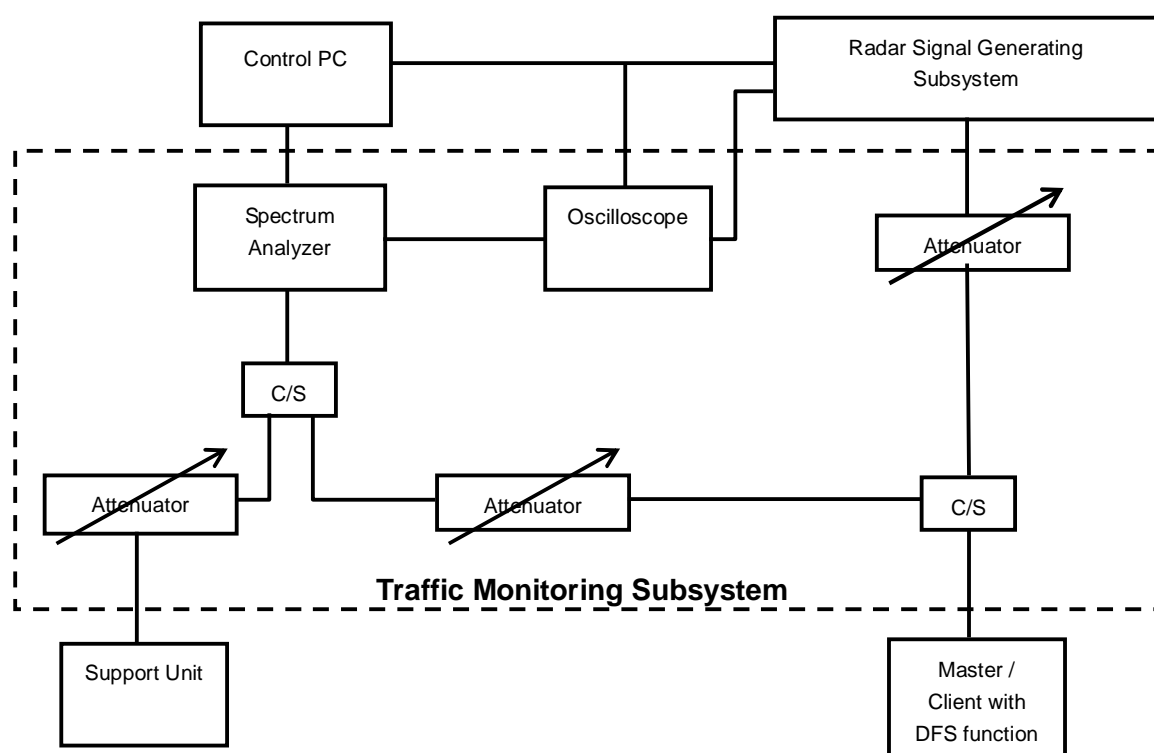 Control PC
Radar Signal Generating
Subsystem
Spectrum
Analyzer
Oscilloscope
Attenuator
C/S
Attenuator
Attenuator
C/S
Traffic Monitoring Subsystem
Support Unit
Master /
Client with
DFS function